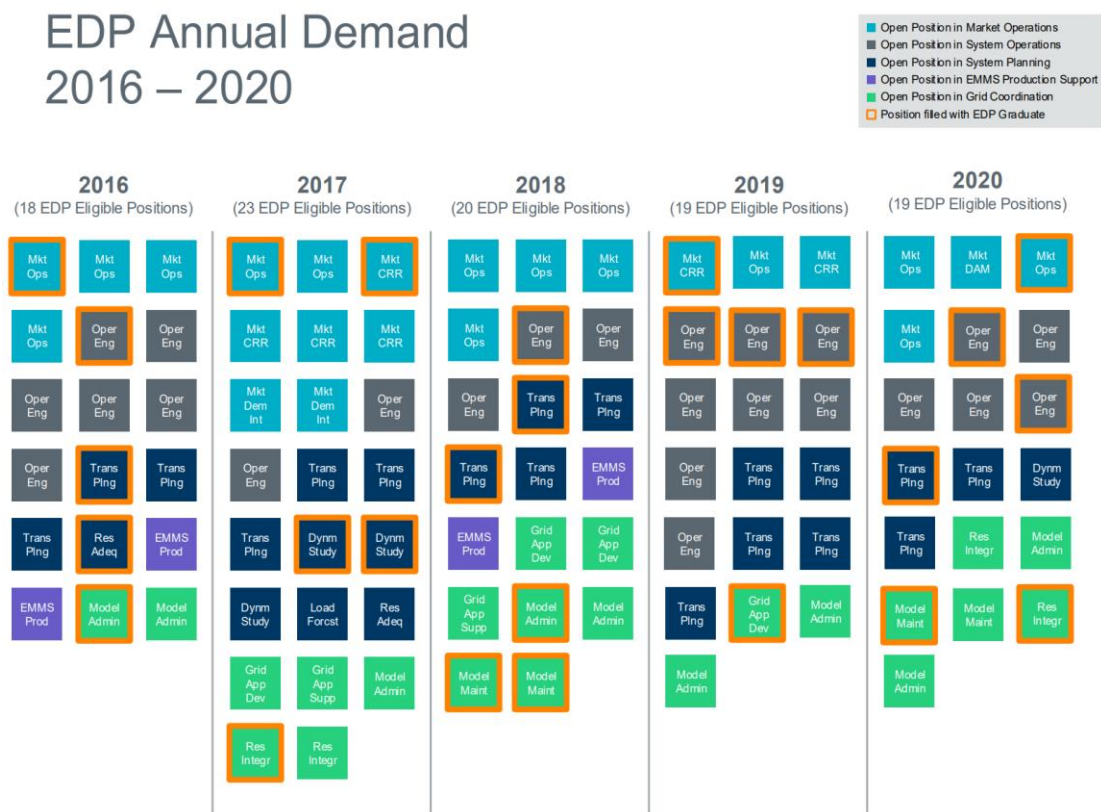 EDP Annual Demand
2016 – 2020
Open Position in Market Operations
Open Position in System Operations
Open Position in System Planning
Open Position in EMMS Production Support
Open Position in Grid Coordination
Position filled with EDP Graduate
2016
(18 EDP Eligible Positions)
Mkt
Ops
Mkt
Ops
Mkt
Ops
Mkt
Ops
Oper
Eng
Oper
Eng
Oper
Eng
Oper
Eng
Oper
Eng
Oper
Eng
Trans
Plng
Trans
Plng
Trans
Plng
Res
Adeq
EMMS
Prod
EMMS
Prod
Model
Admin
Model
Admin
2017
(23 EDP Eligible Positions)
Mkt
Ops
Mkt
Ops
Mkt
CRR
Mkt
CRR
Mkt
CRR
Mkt
CRR
Mkt
Dem
Int
Mkt
Dem
Int
Oper
Eng
Oper
Eng
Trans
Plng
Trans
Plng
Trans
Plng
Dynm
Study
Dynm
Study
Dynm
Study
Load
Forcst
Res
Adeq
Grid
App
Dev
Grid
App
Supp
Model
Admin
Res
Integr
Res
Integr
2018
(20 EDP Eligible Positions)
Mkt
Ops
Mkt
Ops
Mkt
Ops
Mkt
Ops
Oper
Eng
Oper
Eng
Oper
Eng
Trans
Plng
Trans
Plng
Trans
Plng
Trans
Plng
EMMS
Prod
EMMS
Prod
Grid
App
Dev
Grid
App
Dev
Grid
App
Supp
Model
Admin
Model
Admin
Model
Maint
Model
Maint
2019
(19 EDP Eligible Positions)
Mkt
CRR
Mkt
Ops
Mkt
CRR
Oper
Eng
Oper
Eng
Oper
Eng
Oper
Eng
Oper
Eng
Oper
Eng
Oper
Eng
Trans
Plng
Trans
Plng
Oper
Eng
Trans
Plng
Trans
Plng
Trans
Plng
Grid
App
Dev
Model
Admin
Model
Admin
2020
(19 EDP Eligible Positions)
Mkt
Ops
Mkt
DAM
Mkt
Ops
Mkt
Ops
Oper
Eng
Oper
Eng
Oper
Eng
Oper
Eng
Oper
Eng
Trans
Plng
Trans
Plng
Dynm
Study
Trans
Plng
Res
Integr
Model
Admin
Model
Maint
Model
Maint
Res
Integr
Model
Admin